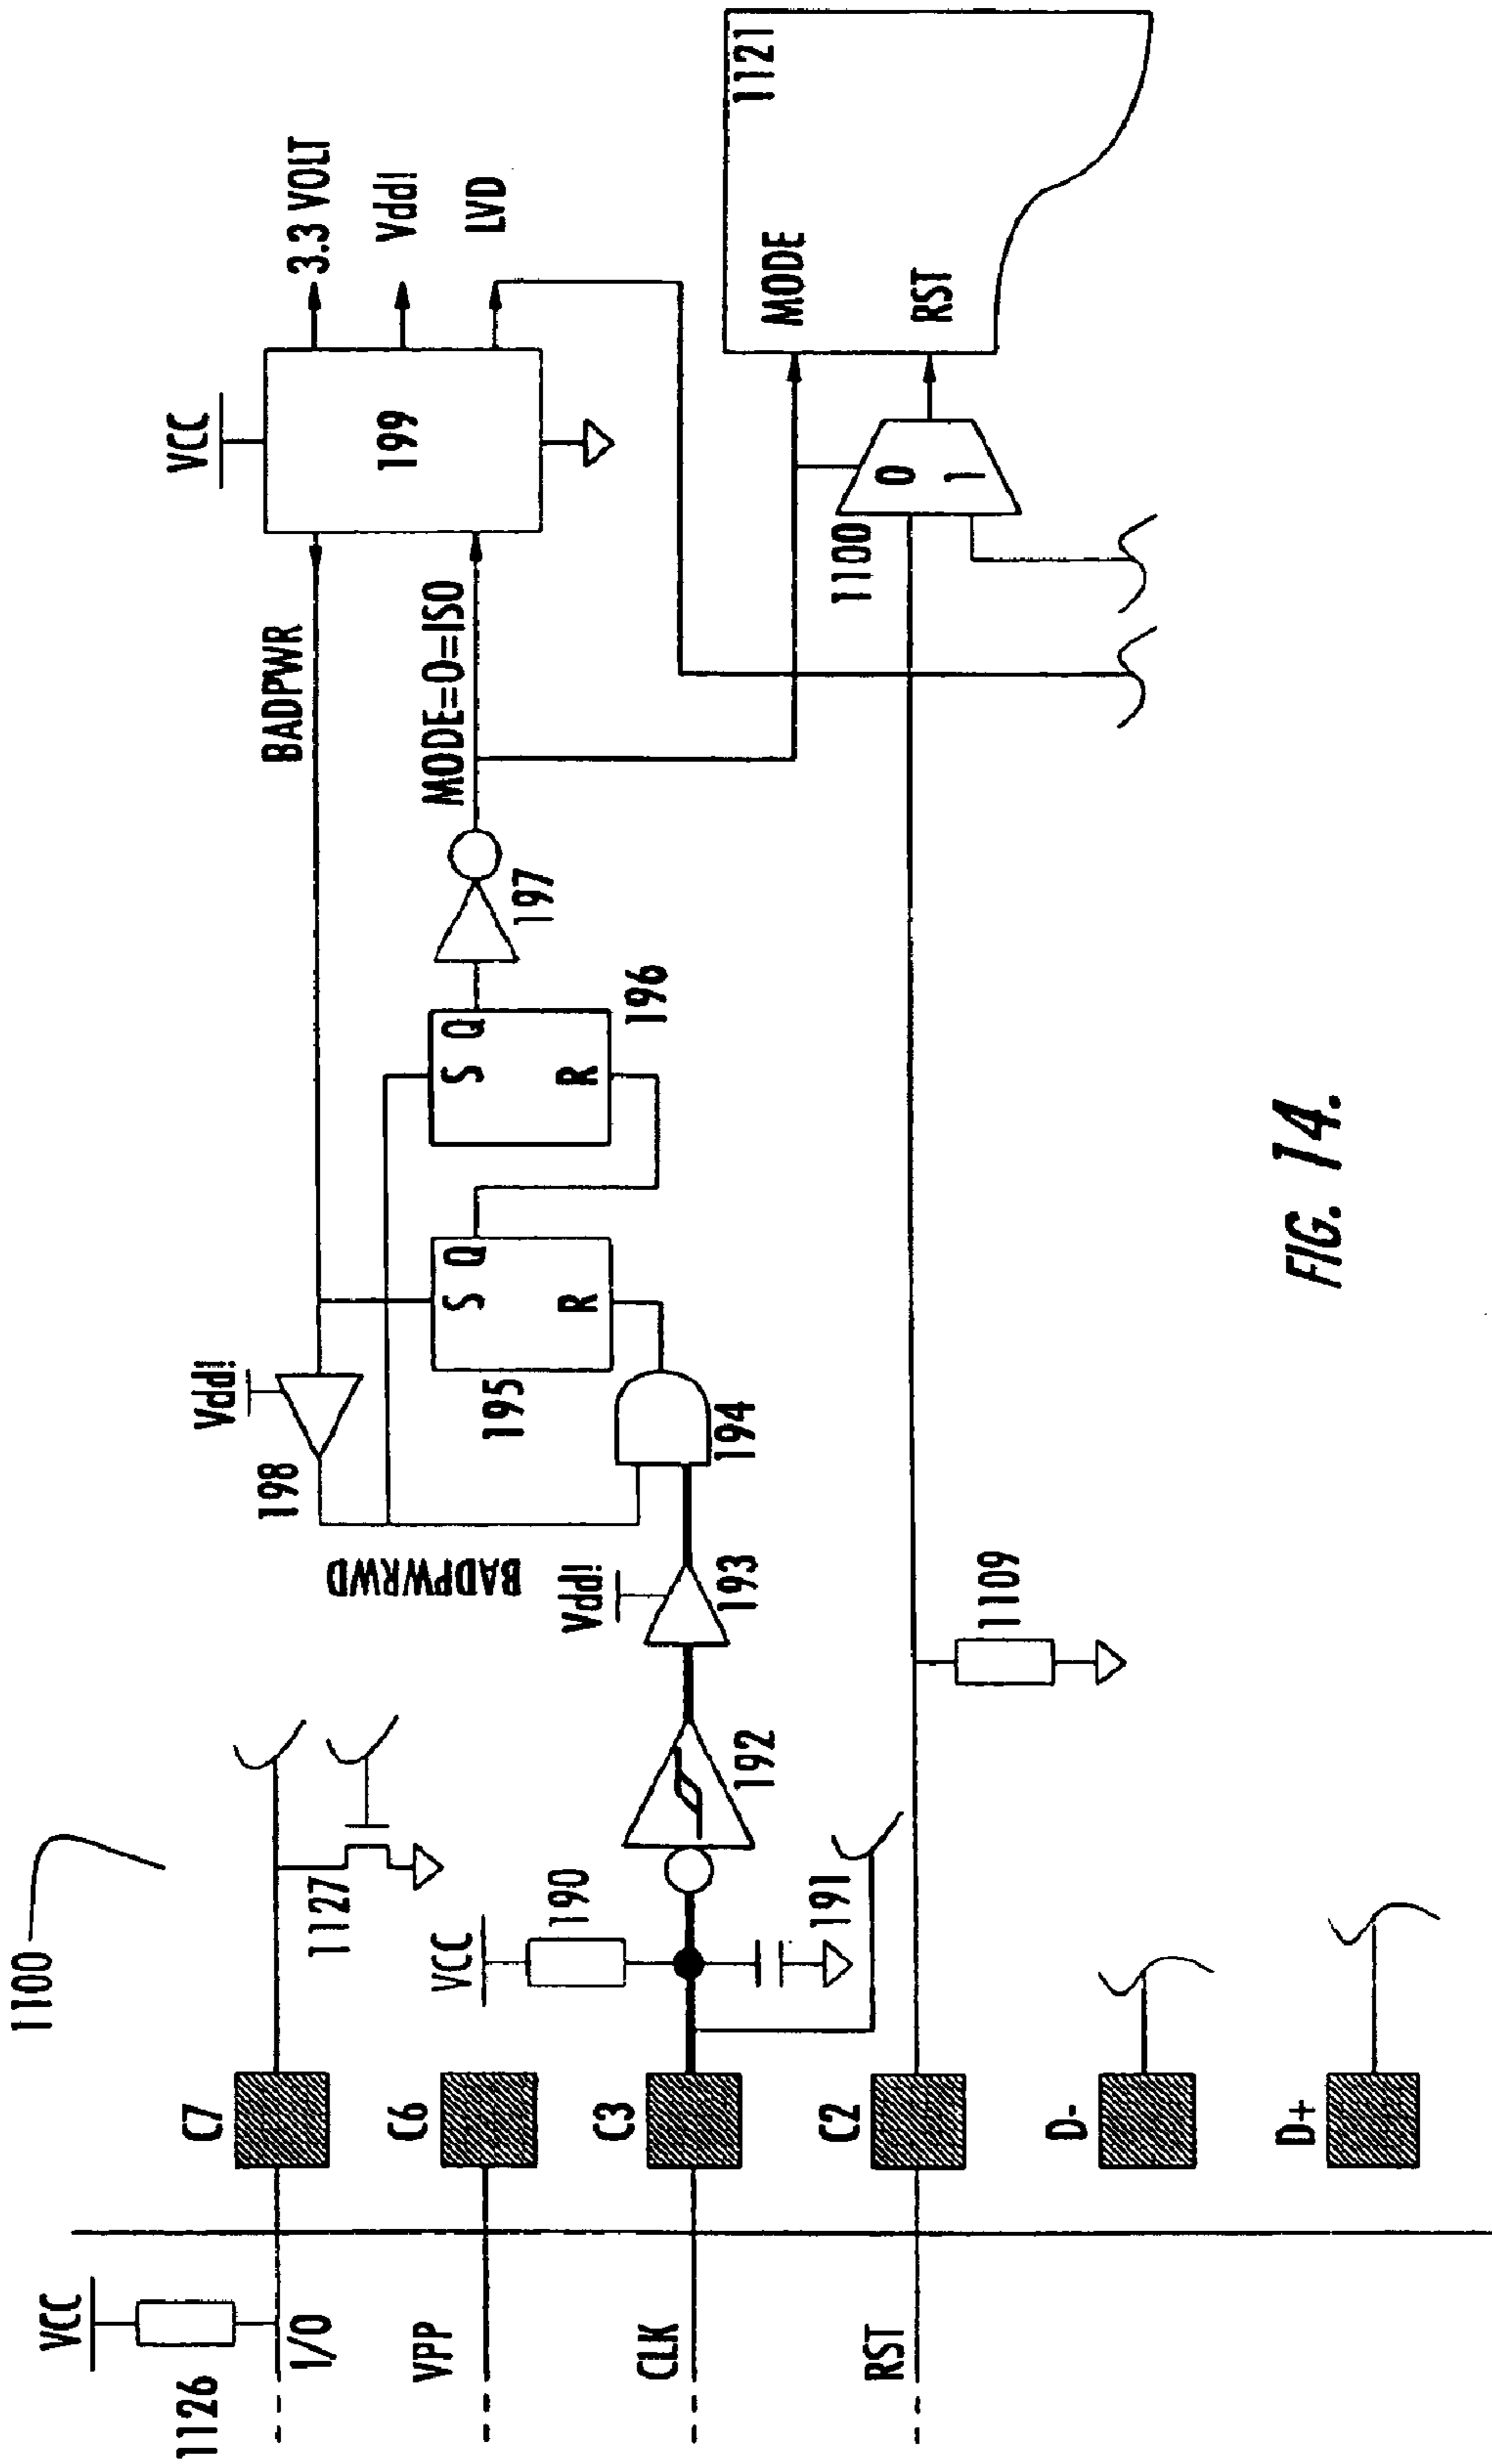 1100
VCC
1126
I/O
C7
1127
VPP
C6
VCC
190
CLK
C3
191
192
Vdd!
193
RST
C2
1109
D-
D+
BADPWRWD
Vdd!
198
194
S Q
R
195
S Q
R
196
197
BADPWR
MODE=0=ISO
VCC
199
3.3 VOLT
Vdd!
LVD
1100
0
1
MODE
RST
1121
FIG. 14.